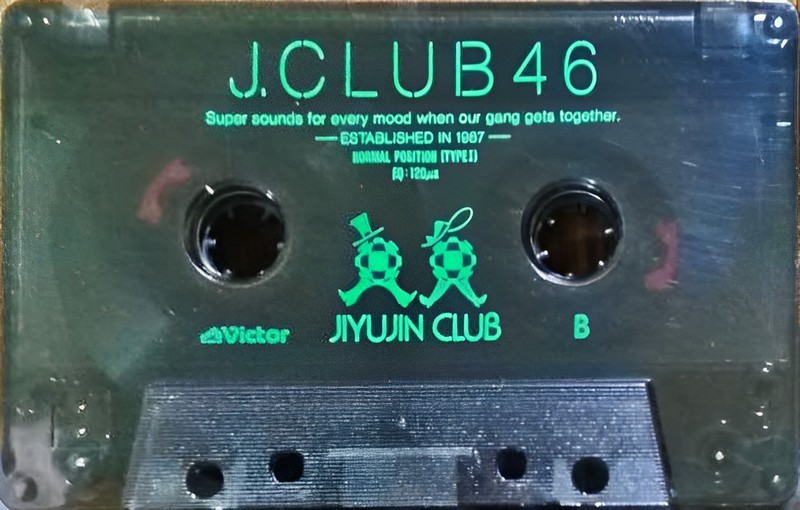 J.CLUB46
Super sounds for every mood when our gang gets together.
ESTABLISHED IN 1987
NORMAL POSITION (TYPE I)
EQ : 120μs
Victor
JIYUJIN CLUB
B